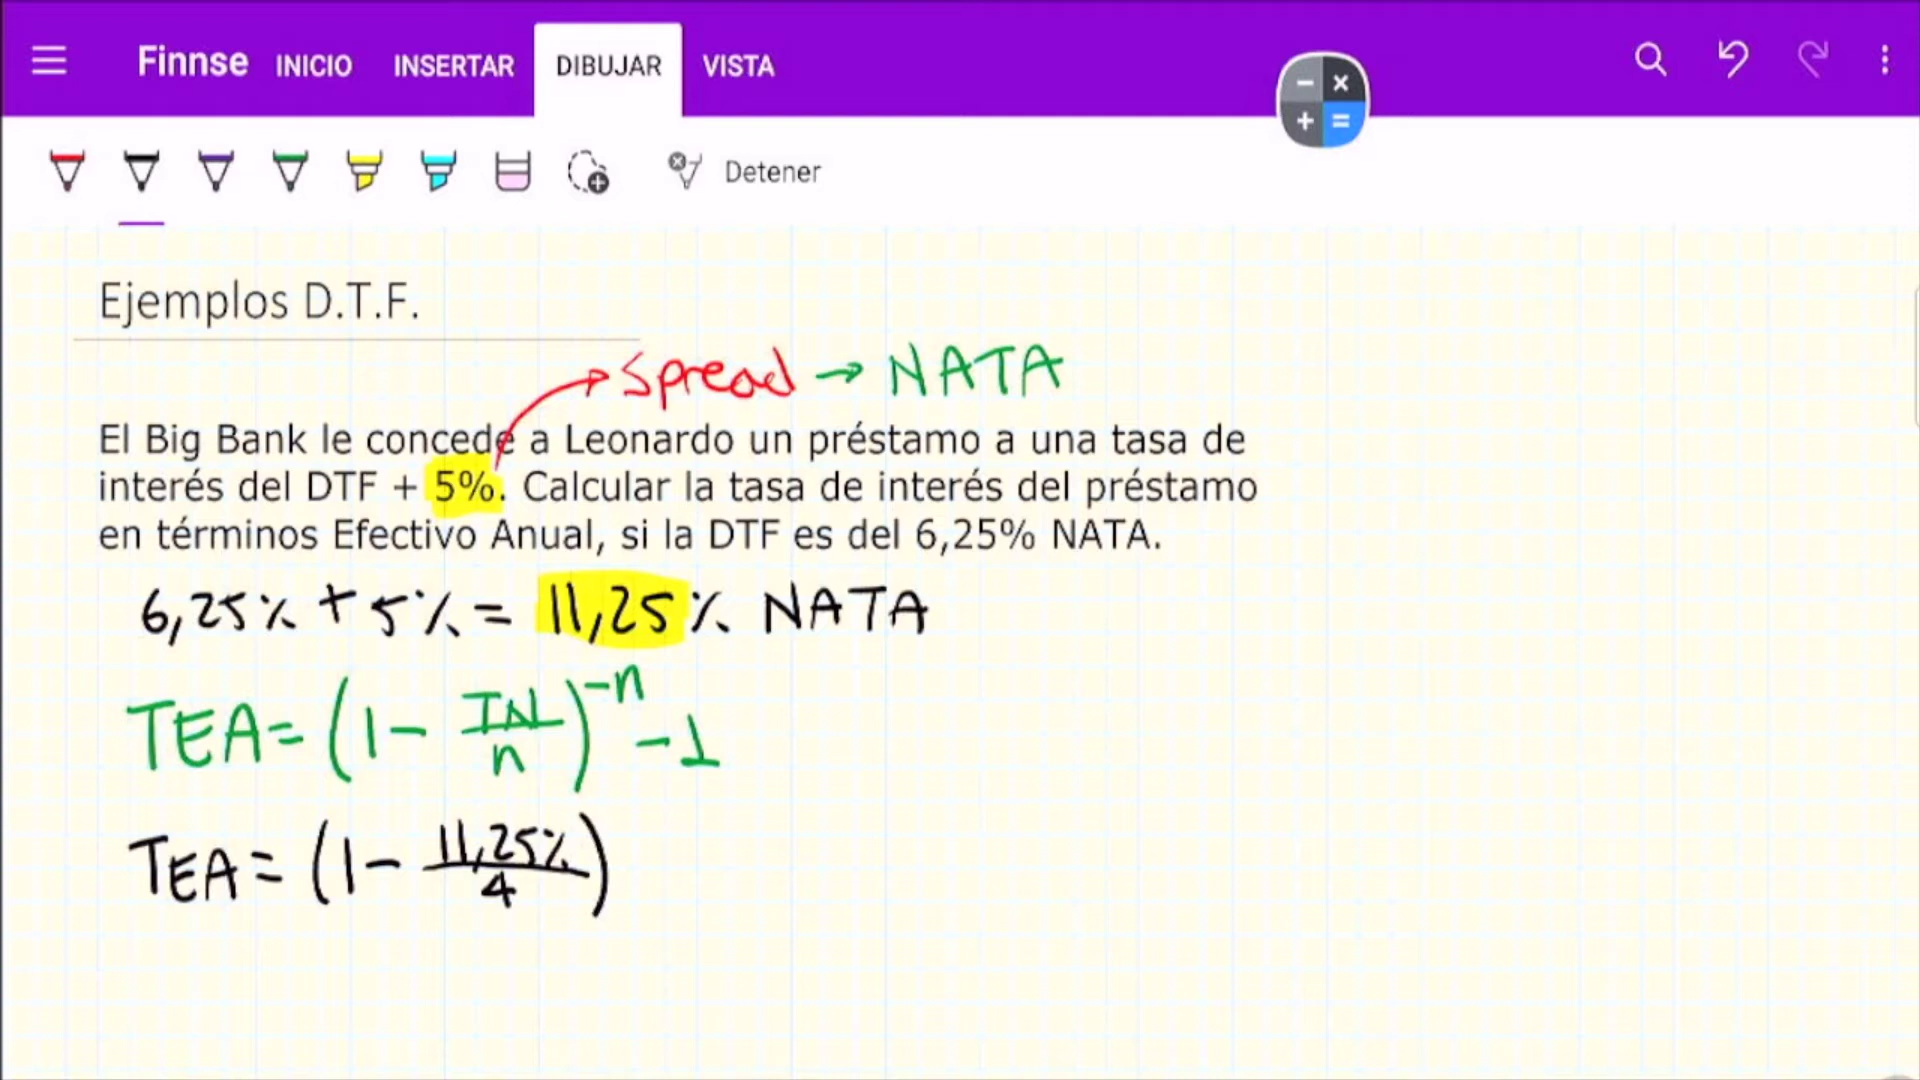 Finnse INICIO INSERTAR DIBUJAR VISTA
Detener
Ejemplos D.T.F.
Spread → NATA
El Big Bank le concede a Leonardo un préstamo a una tasa de
interés del DTF + 5%. Calcular la tasa de interés del préstamo
en términos Efectivo Anual, si la DTF es del 6,25% NATA.
6,25% + 5% = 11,25% NATA
TEA = (1 - IN/n)^-n - 1
TEA = (1 - 11,25%/4)